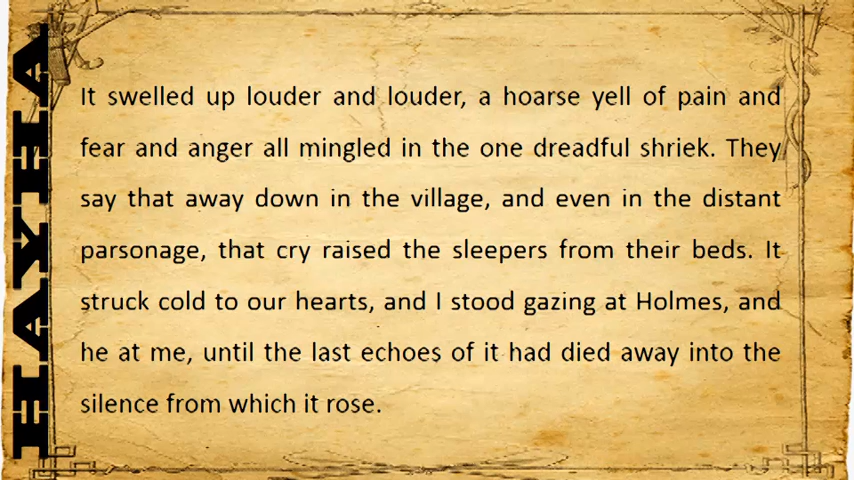 HAYHA
It swelled up louder and louder, a hoarse yell of pain and
fear and anger all mingled in the one dreadful shriek. They
say that away down in the village, and even in the distant
parsonage, that cry raised the sleepers from their beds. It
struck cold to our hearts, and I stood gazing at Holmes, and
he at me, until the last echoes of it had died away into the
silence from which it rose.